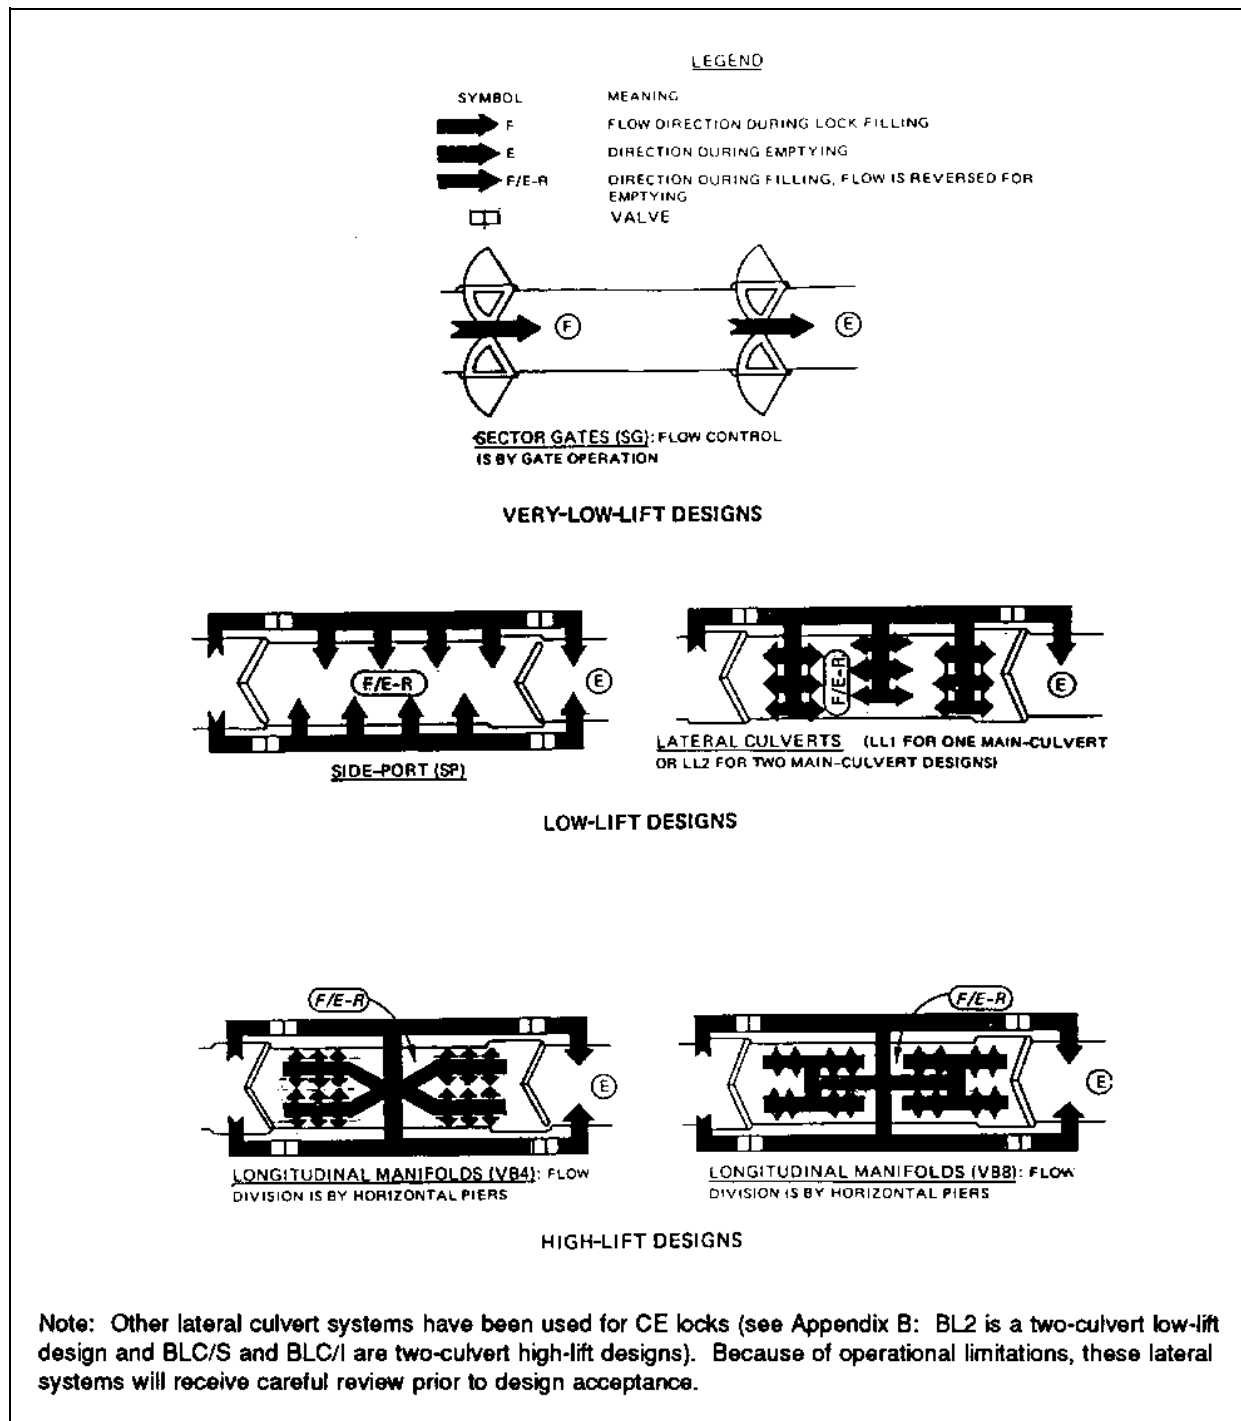 LEGEND
SYMBOL MEANING
F FLOW DIRECTION DURING LOCK FILLING
E DIRECTION DURING EMPTYING
F/E-R DIRECTION DURING FILLING, FLOW IS REVERSED FOR
EMPTYING
VALVE
F E
SECTOR GATES (SG): FLOW CONTROL
IS BY GATE OPERATION
VERY-LOW-LIFT DESIGNS
F/E-R E
SIDE-PORT (SP)
F/E-R E
LATERAL CULVERTS (LL1 FOR ONE MAIN-CULVERT
OR LL2 FOR TWO MAIN-CULVERT DESIGNS)
LOW-LIFT DESIGNS
F/E-R
E
LONGITUDINAL MANIFOLDS (VB4): FLOW
DIVISION IS BY HORIZONTAL PIERS
F/E-R
E
LONGITUDINAL MANIFOLDS (VB8): FLOW
DIVISION IS BY HORIZONTAL PIERS
HIGH-LIFT DESIGNS
Note: Other lateral culvert systems have been used for CE locks (see Appendix B: BL2 is a two-culvert low-lift
design and BLC/S and BLC/I are two-culvert high-lift designs). Because of operational limitations, these lateral
systems will receive careful review prior to design acceptance.